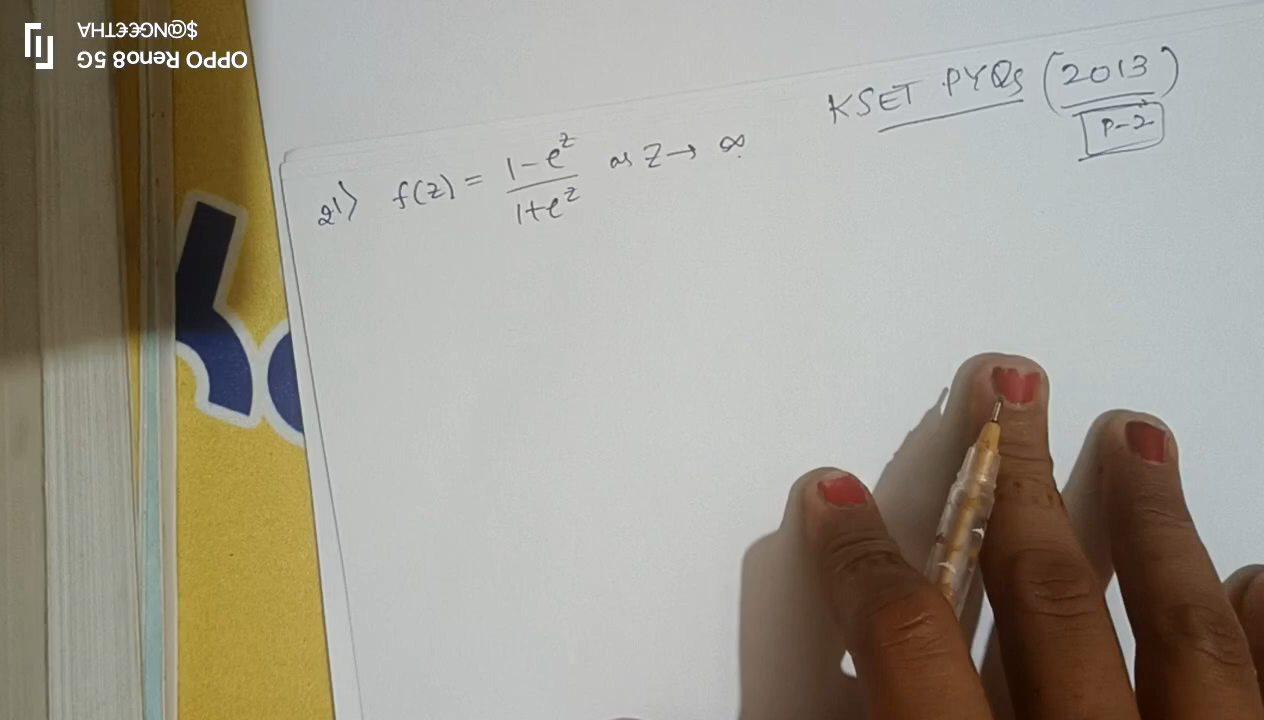 $@NGEETHA
OPPO Reno8 5G
KSET PYQs (2013)
P-2
21) f(z) = 1-e^z / 1+e^z as z → ∞